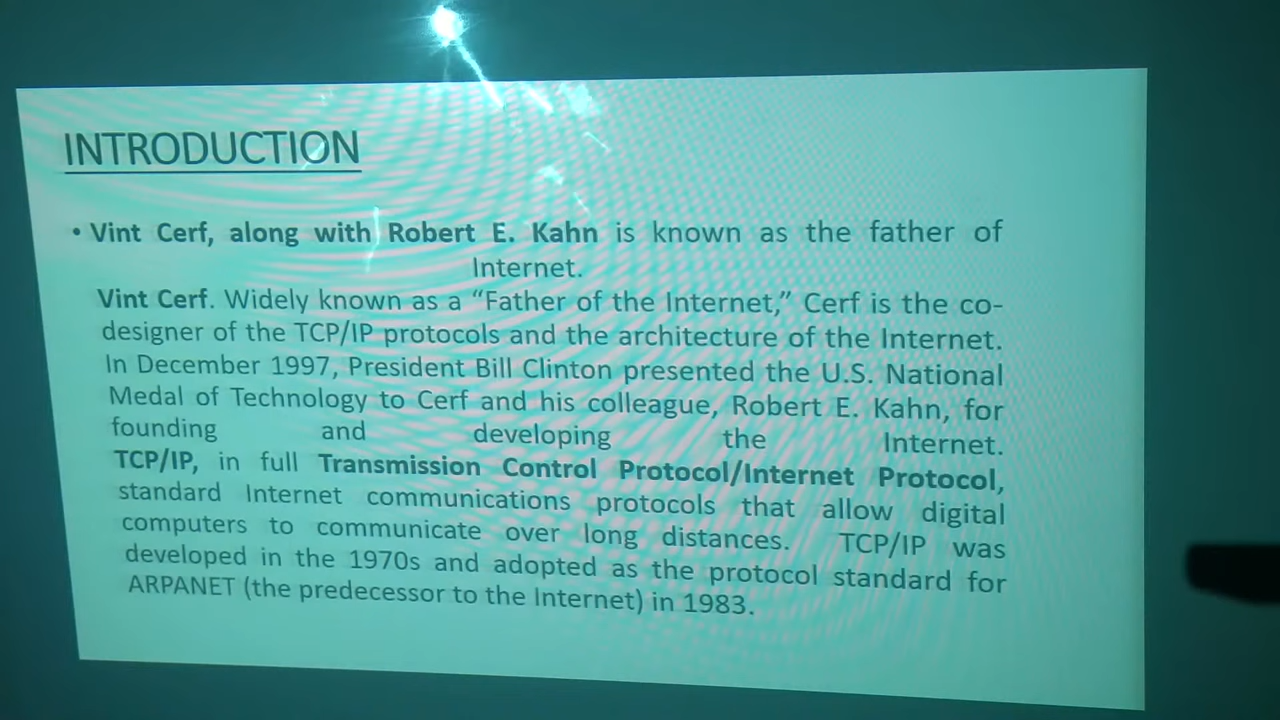 INTRODUCTION
• Vint Cerf, along with Robert E. Kahn is known as the father of
Internet.
Vint Cerf. Widely known as a “Father of the Internet,” Cerf is the co-
designer of the TCP/IP protocols and the architecture of the Internet.
In December 1997, President Bill Clinton presented the U.S. National
Medal of Technology to Cerf and his colleague, Robert E. Kahn, for
founding and developing the Internet.
TCP/IP, in full Transmission Control Protocol/Internet Protocol,
standard Internet communications protocols that allow digital
computers to communicate over long distances. TCP/IP was
developed in the 1970s and adopted as the protocol standard for
ARPANET (the predecessor to the Internet) in 1983.